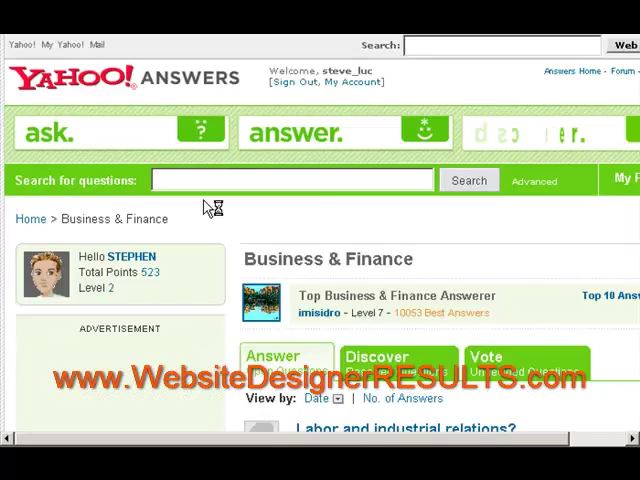 Yahoo! My Yahoo! Mail
Search:
Web
YAHOO! ANSWERS
Welcome, steve_luc
[Sign Out, My Account]
Answers Home - Forum
ask. ?
answer.
Search for questions:
Search
Advanced
Home > Business & Finance
Hello STEPHEN
Total Points 523
Level 2
ADVERTISEMENT
Business & Finance
Top Business & Finance Answerer
Top 10 Answ
imisidro - Level 7 - 10053 Best Answers
Answer
Discover
Vote
www.WebsiteDesignerRESULTS.com
View by: Date | No. of Answers
Labor and industrial relations?